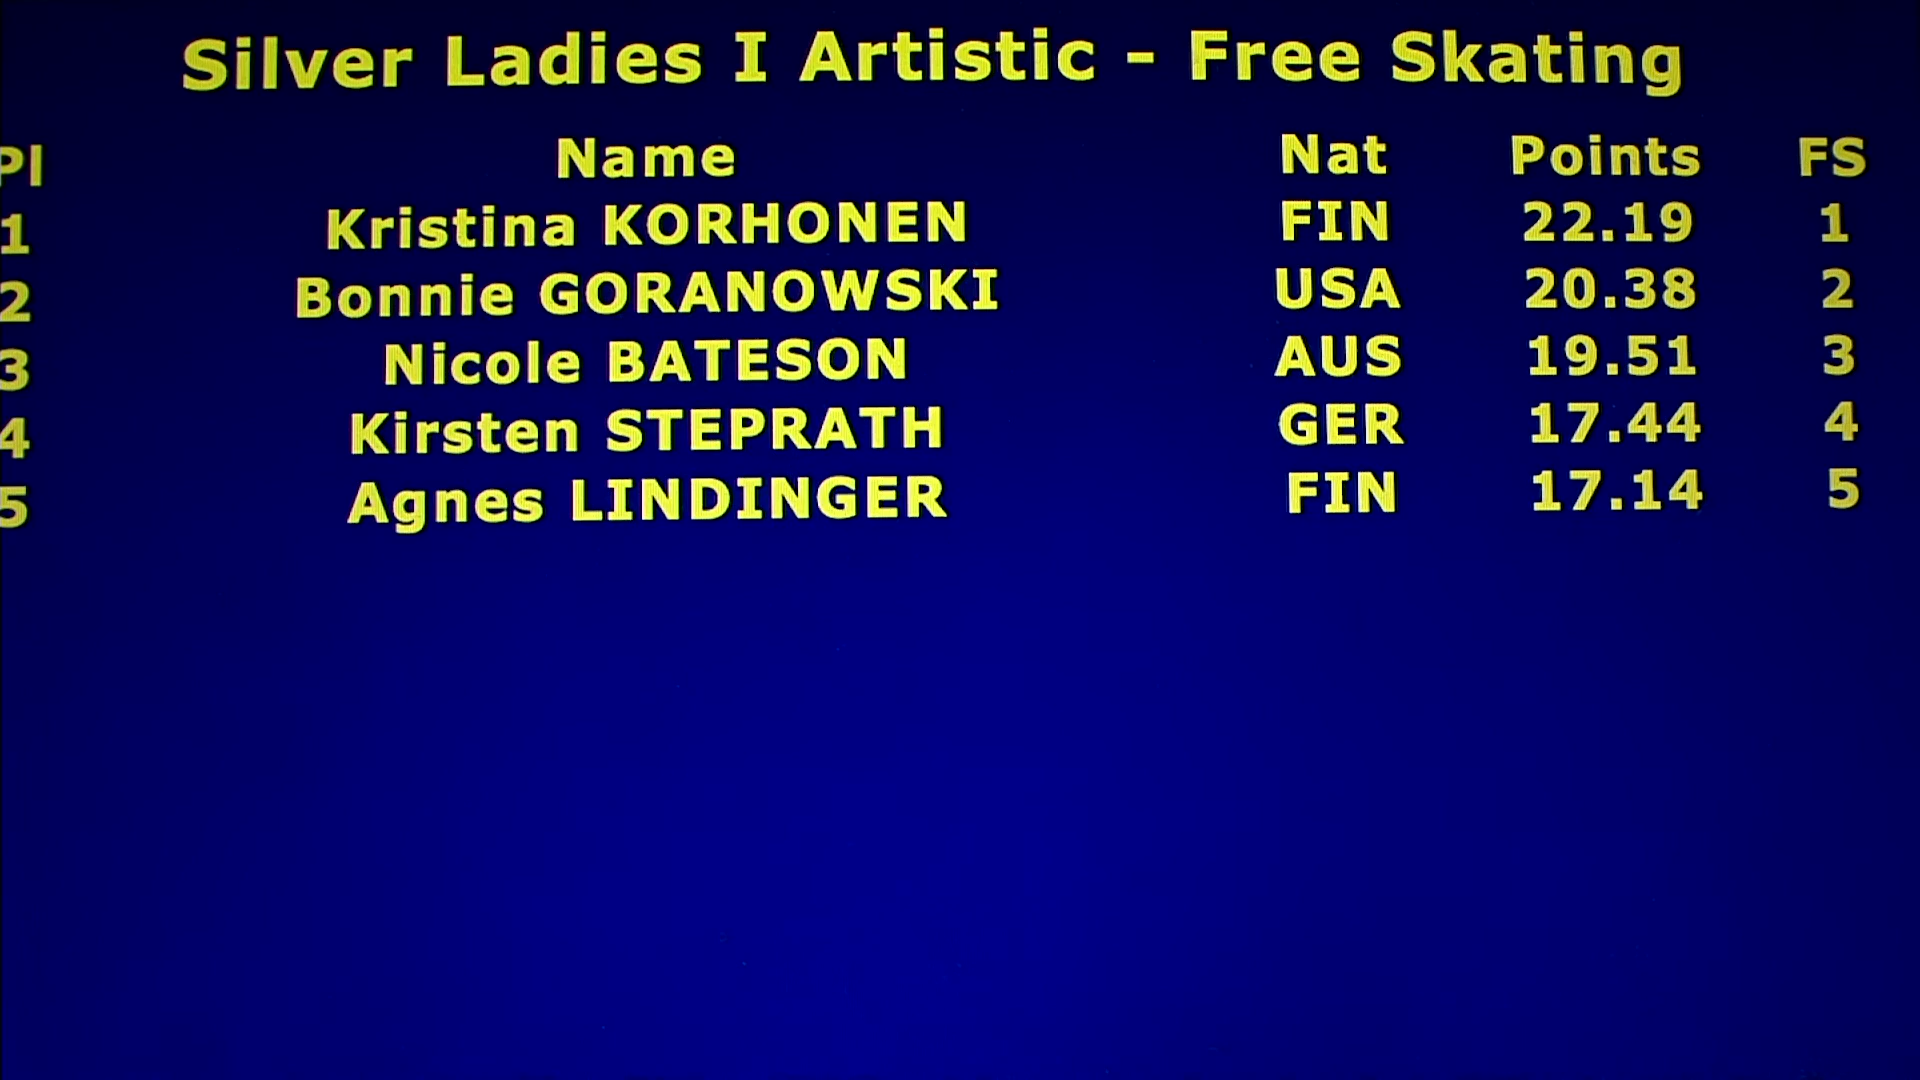 Silver Ladies I Artistic - Free Skating
Pl Name Nat Points FS
1 Kristina KORHONEN FIN 22.19 1
2 Bonnie GORANOWSKI USA 20.38 2
3 Nicole BATESON AUS 19.51 3
4 Kirsten STEPRATH GER 17.44 4
5 Agnes LINDINGER FIN 17.14 5